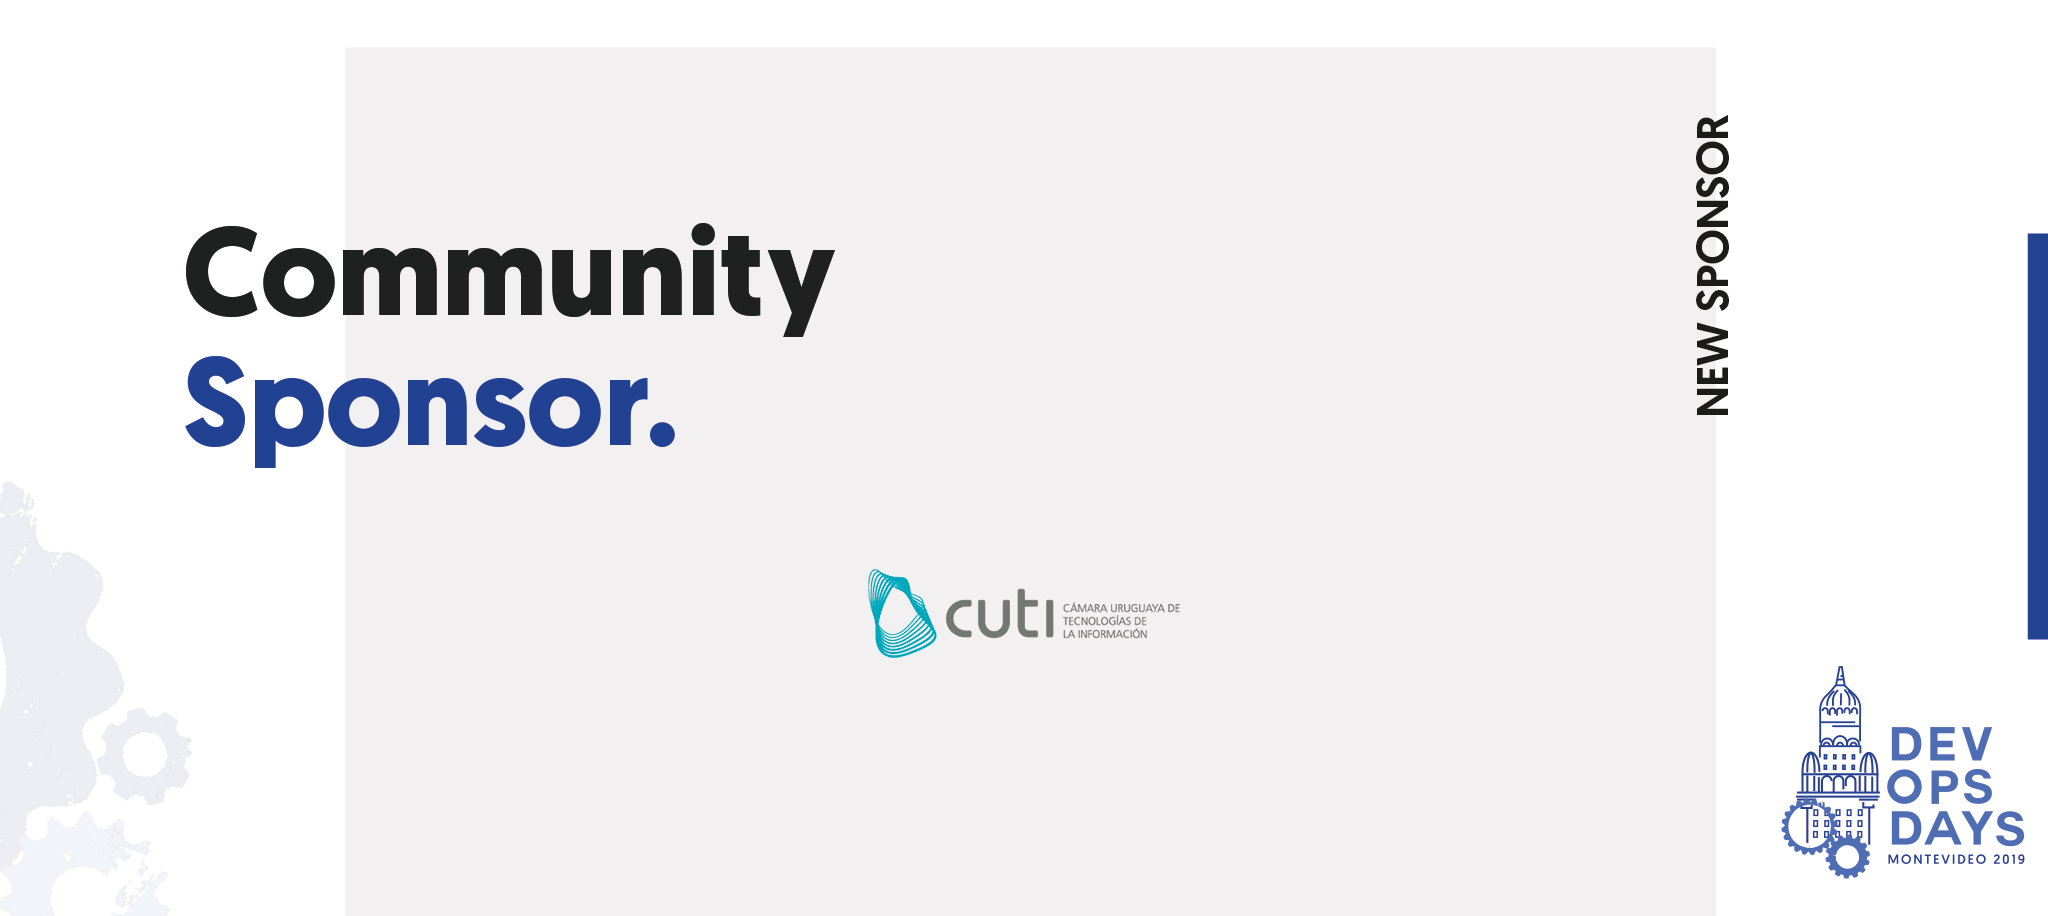 Community
Sponsor.
NEW SPONSOR
cuti
CÁMARA URUGUAYA DE
TECNOLOGÍAS DE
LA INFORMACIÓN
DEV
OPS
DAYS
MONTEVIDEO 2019